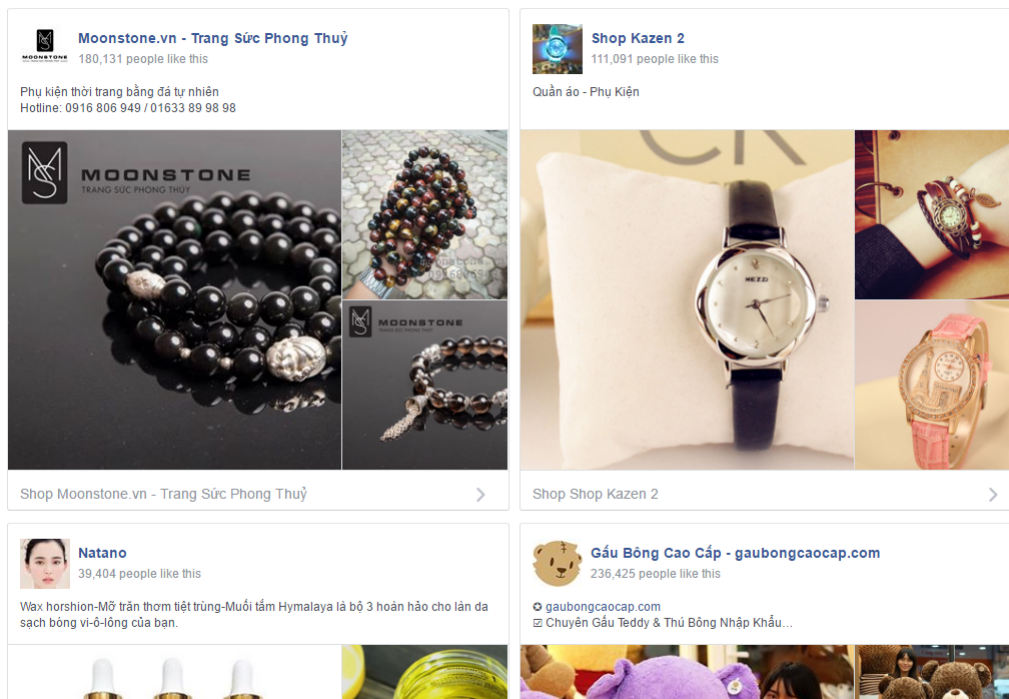 MOONSTONE
Moonstone.vn - Trang Sức Phong Thuỷ
180,131 people like this
Phụ kiện thời trang bằng đá tự nhiên
Hotline: 0916 806 949 / 01633 89 98 98
MS MOONSTONE
TRANG SỨC PHONG THỦY
MS MOONSTONE
TRANG SỨC PHONG THỦY
Shop Moonstone.vn - Trang Sức Phong Thuỷ
Shop Kazen 2
111,091 people like this
Quần áo - Phụ Kiện
CK
Shop Shop Kazen 2
Natano
39,404 people like this
Wax horshion-Mỡ trăn thơm tiệt trùng-Muối tắm Hymalaya là bộ 3 hoàn hảo cho làn da
sạch bóng vi-ô-lông của bạn.
Gấu Bông Cao Cấp - gaubongcaocap.com
236,425 people like this
✪ gaubongcaocap.com
☑ Chuyên Gấu Teddy & Thú Bông Nhập Khẩu…